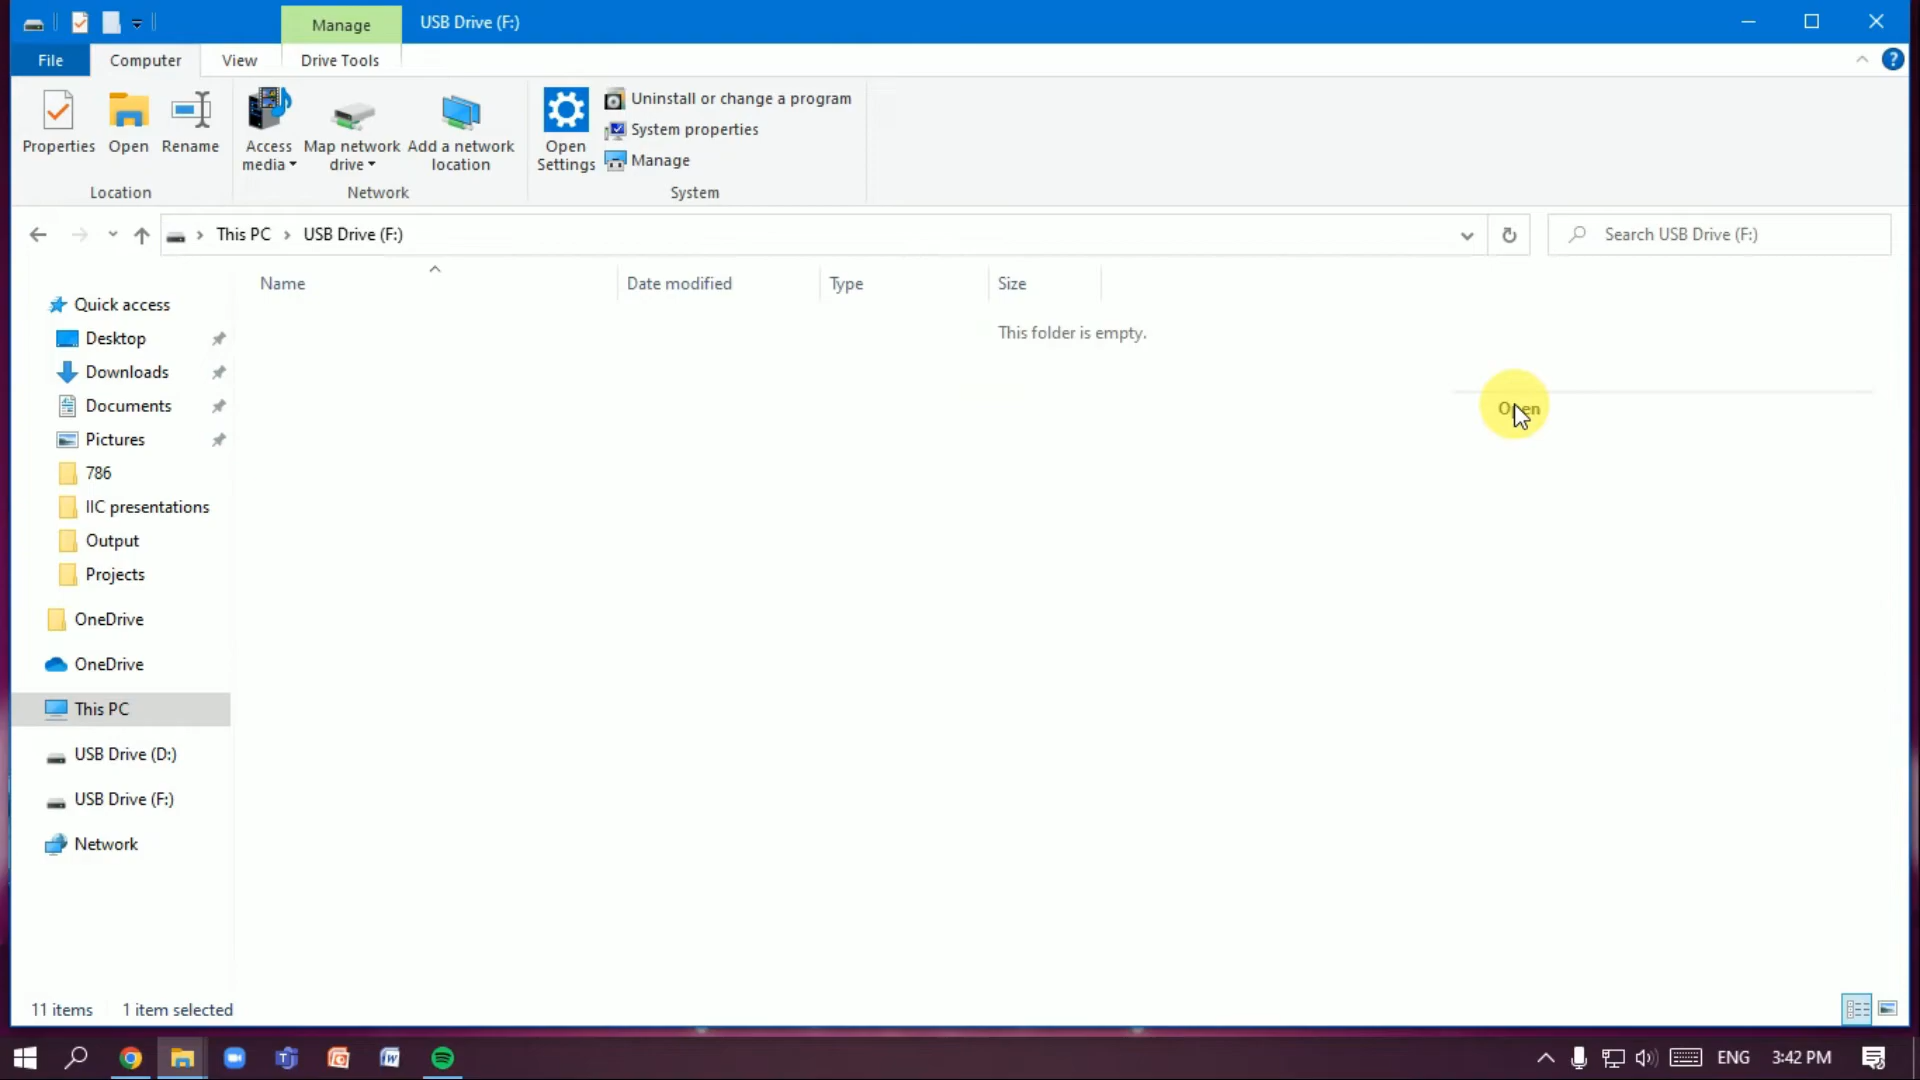 Manage
USB Drive (F:)
File
Computer
View
Drive Tools
?
Properties
Open
Rename
Access media
Map network drive
Add a network location
Open Settings
Uninstall or change a program
System properties
Manage
Location
Network
System
This PC
USB Drive (F:)
Search USB Drive (F:)
Name
Date modified
Type
Size
This folder is empty.
Open
Quick access
Desktop
Downloads
Documents
Pictures
786
IIC presentations
Output
Projects
OneDrive
OneDrive
This PC
USB Drive (D:)
USB Drive (F:)
Network
11 items
1 item selected
ENG
3:42 PM